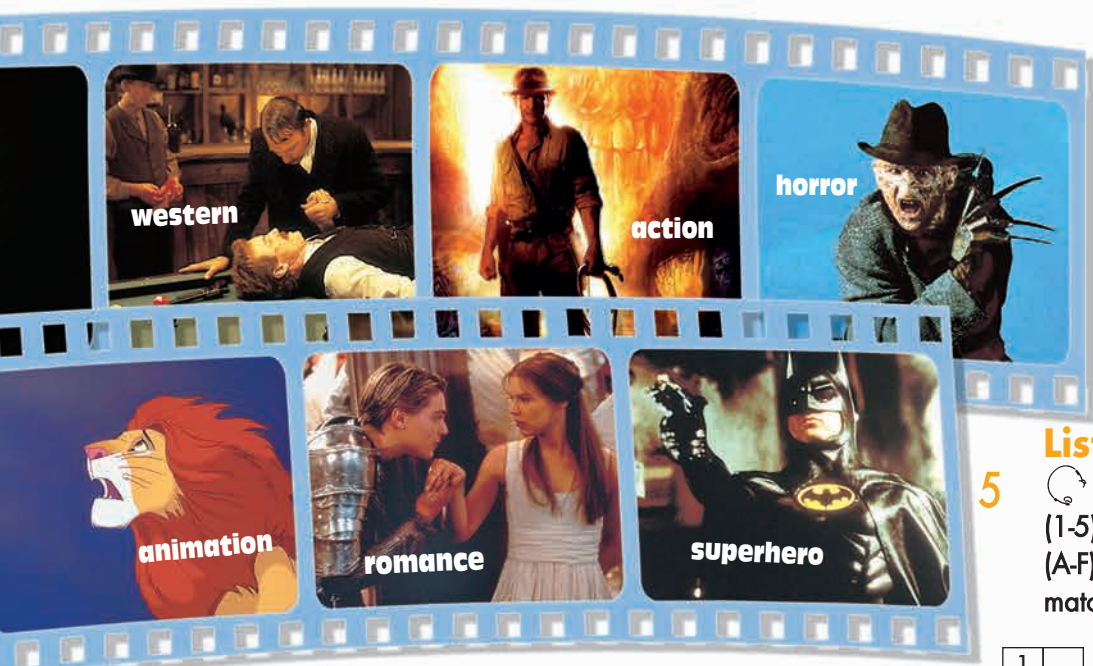 western
action
horror
animation
romance
superhero
5
(1-5)
(A-F)
1